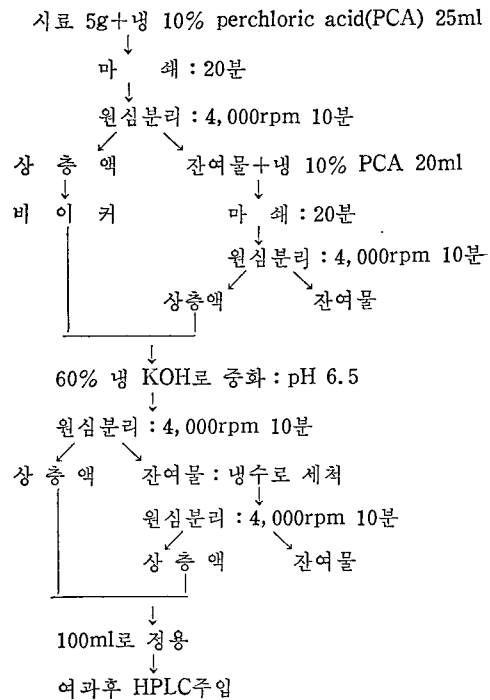 시료 5g+냉 10% perchloric acid(PCA) 25ml
마 쇄 : 20분
원심분리 : 4,000rpm 10분
상 층 액 잔여물+냉 10% PCA 20ml
비 이 커 마 쇄 : 20분
원심분리 : 4,000rpm 10분
상층액 잔여물
60% 냉 KOH로 중화 : pH 6.5
원심분리 : 4,000rpm 10분
상 층 액 잔여물 : 냉수로 세척
원심분리 : 4,000rpm 10분
상 층 액 잔여물
100ml로 정용
여과후 HPLC주입